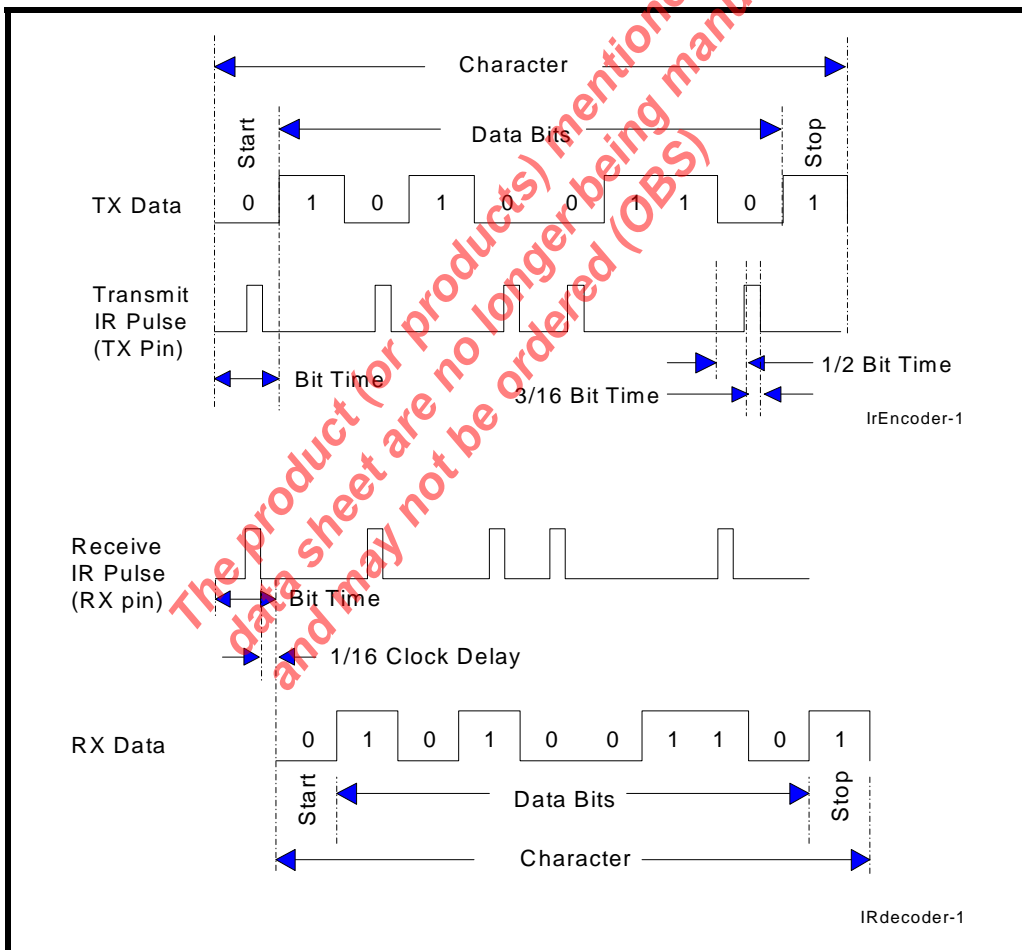 Character
Start
Data Bits
Stop
TX Data
0 1 0 1 0 0 1 1 0 1
Transmit
IR Pulse
(TX Pin)
Bit Time
1/2 Bit Time
3/16 Bit Time
IrEncoder-1
Receive
IR Pulse
(RX pin)
Bit Time
1/16 Clock Delay
RX Data
0 1 0 1 0 0 1 1 0 1
Start
Data Bits
Stop
Character
IRdecoder-1
The product (or products)
data sheet are no longer being
and may not be ordered (OBS)